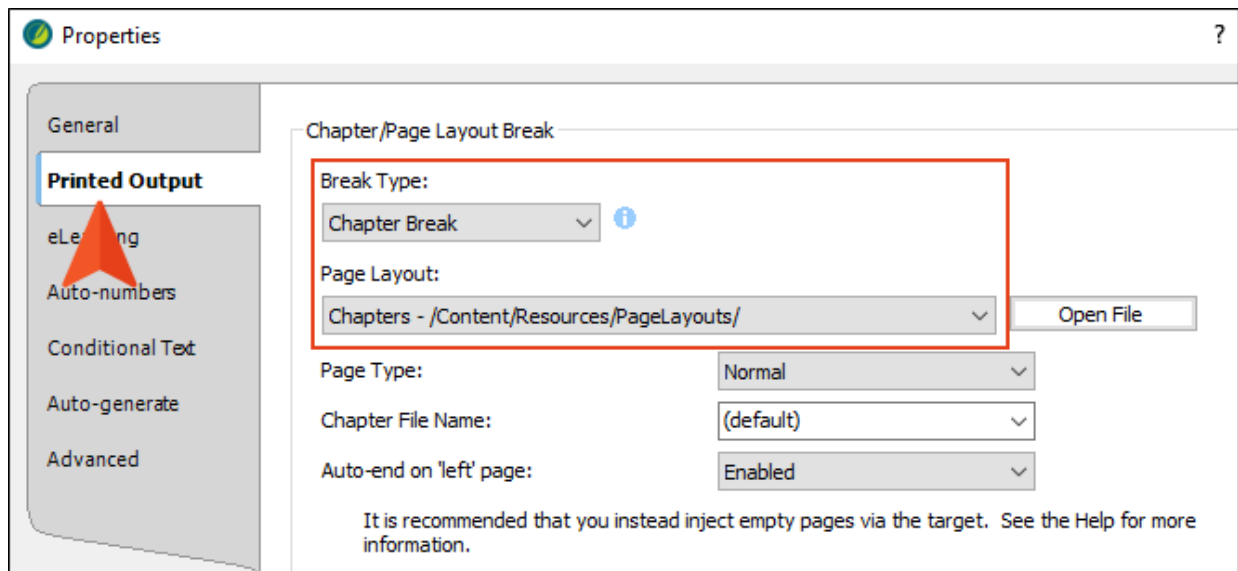 Properties
?
General
Printed Output
eLearning
Auto-numbers
Conditional Text
Auto-generate
Advanced
Chapter/Page Layout Break
Break Type:
Chapter Break
Page Layout:
Chapters - /Content/Resources/PageLayouts/
Open File
Page Type:
Normal
Chapter File Name:
(default)
Auto-end on 'left' page:
Enabled
It is recommended that you instead inject empty pages via the target. See the Help for more
information.